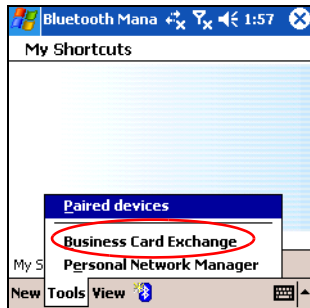 Bluetooth Mana 1:57
My Shortcuts
Paired devices
Business Card Exchange
My S Personal Network Manager
New Tools View